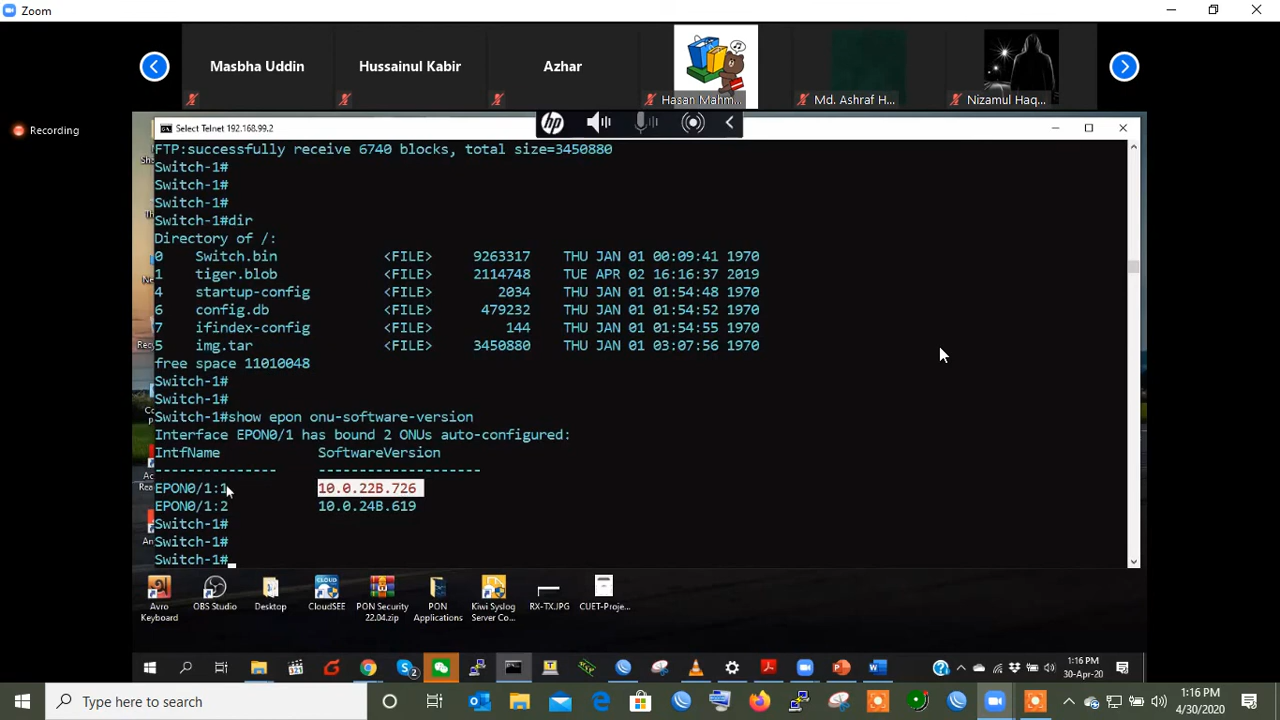 Zoom
Masbha Uddin
Hussainul Kabir
Azhar
Hasan Mahm...
Md. Ashraf H...
Nizamul Haq...
Recording
Select Telnet 192.168.99.2
hp
FTP:successfully receive 6740 blocks, total size=3450880
Switch-1#
Switch-1#
Switch-1#
Switch-1#dir
Directory of /:
0 Switch.bin <FILE> 9263317 THU JAN 01 00:09:41 1970
1 tiger.blob <FILE> 2114748 TUE APR 02 16:16:37 2019
4 startup-config <FILE> 2034 THU JAN 01 01:54:48 1970
6 config.db <FILE> 479232 THU JAN 01 01:54:52 1970
7 ifindex-config <FILE> 144 THU JAN 01 01:54:55 1970
5 img.tar <FILE> 3450880 THU JAN 01 03:07:56 1970
free space 11010048
Switch-1#
Switch-1#
Switch-1#show epon onu-software-version
Interface EPON0/1 has bound 2 ONUs auto-configured:
IntfName SoftwareVersion
--------------- --------------------
EPON0/1:1 10.0.22B.726
EPON0/1:2 10.0.24B.619
Switch-1#
Switch-1#
Switch-1#
Avro Keyboard
OBS Studio
Desktop
CLOUD
SEE
CloudSEE
PON Security 22.04.zip
PON Applications
Kiwi Syslog Server Co...
RX-TX.JPG
CUET-Proje...
1:16 PM
30-Apr-20
Type here to search
1:16 PM
4/30/2020